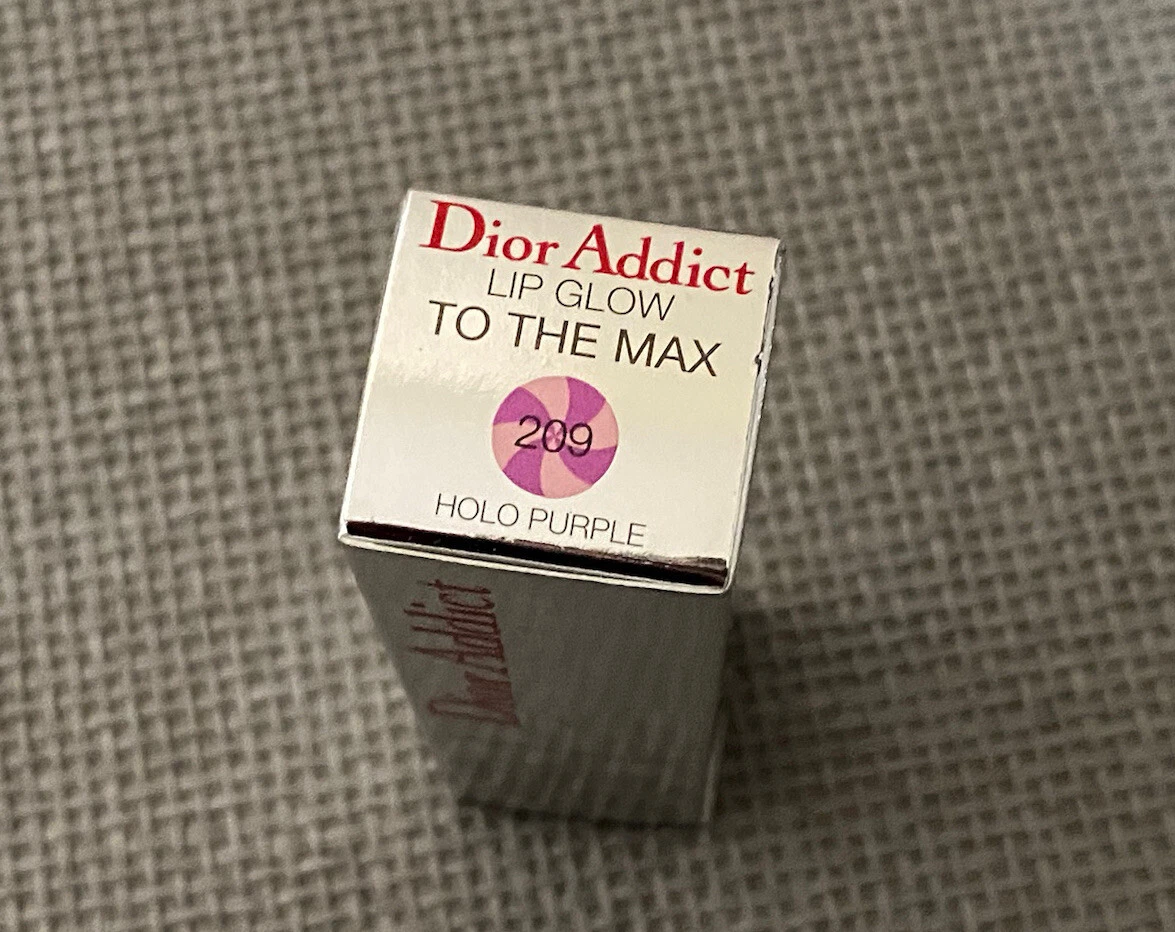 Dior Addict
LIP GLOW
TO THE MAX
209
HOLO PURPLE
Dior Addict